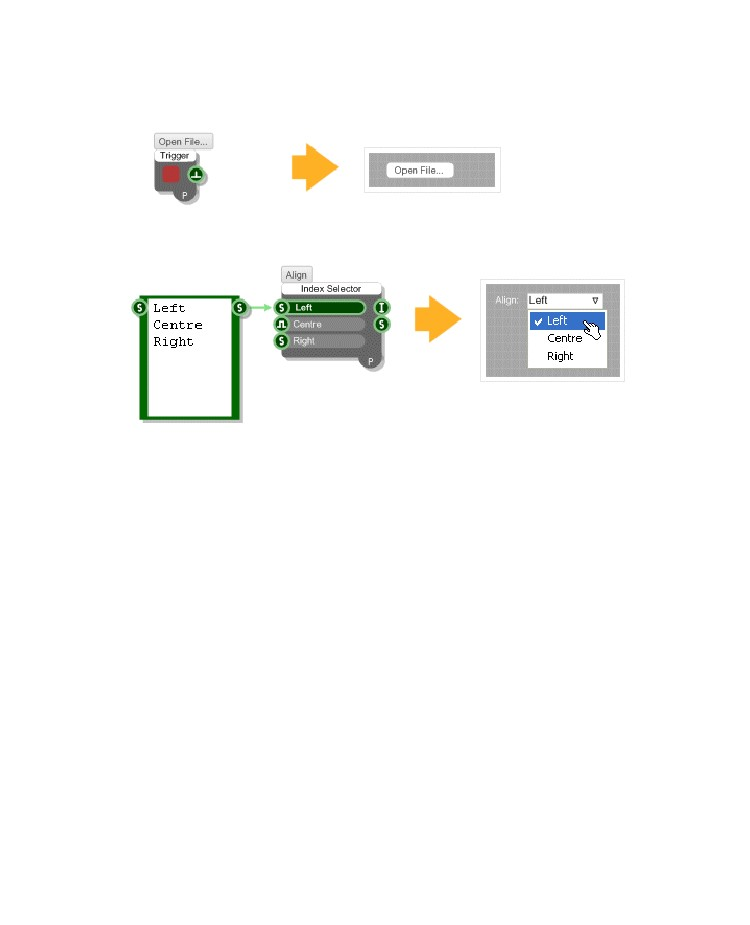 Open File...
Trigger
P
Open File...
Align
Index Selector
S
Left
Centre
Right
S
S
Left
I
Centre
S
S
Right
P
Align:
Left
Left
Centre
Right